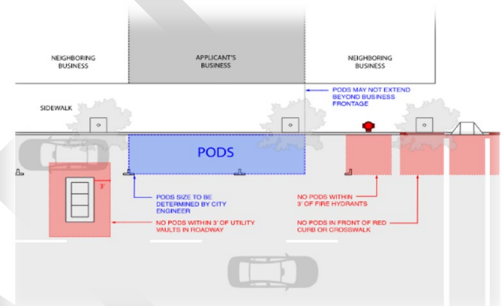 NEIGHBORING
BUSINESS
APPLICANT'S
BUSINESS
NEIGHBORING
BUSINESS
PODS MAY NOT EXTEND
BEYOND BUSINESS
FRONTAGE
SIDEWALK
PODS
3'
PODS SIZE TO BE
DETERMINED BY CITY
ENGINEER
NO PODS WITHIN
3' OF FIRE HYDRANTS
NO PODS WITHIN 3' OF UTILITY
VAULTS IN ROADWAY
NO PODS IN FRONT OF RED
CURB OR CROSSWALK